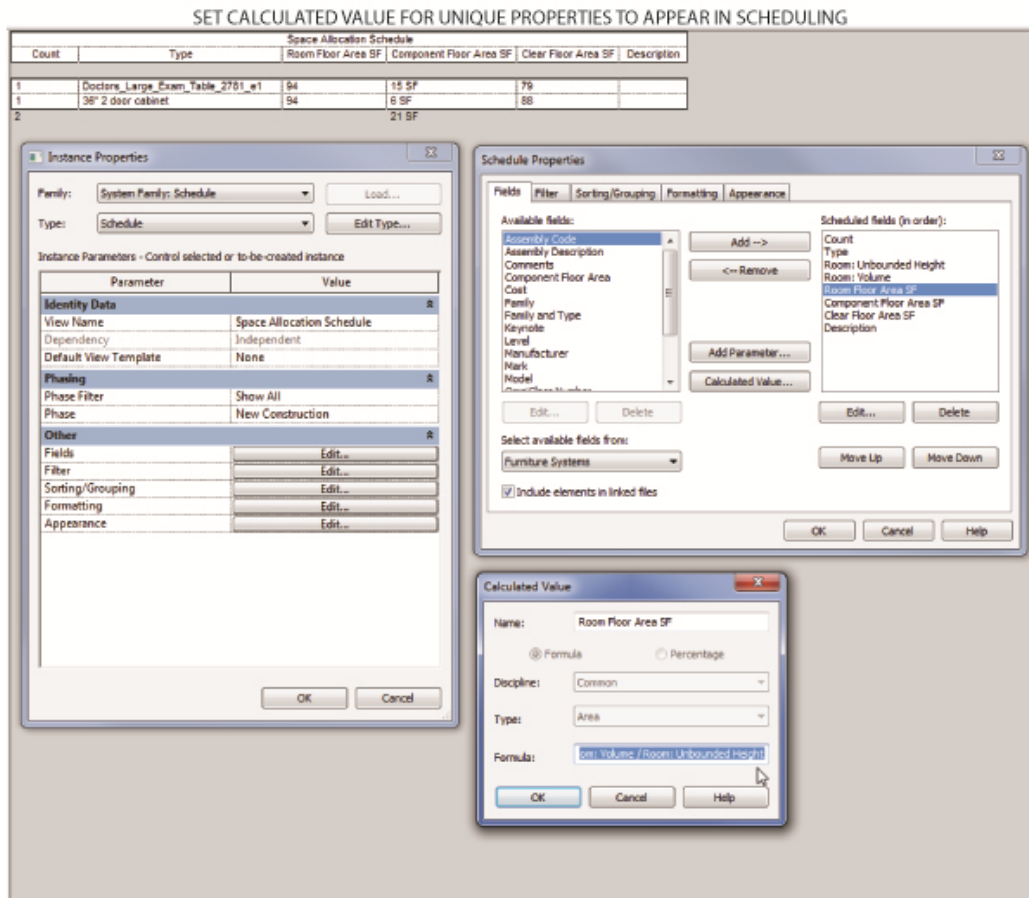 SET CALCULATED VALUE FOR UNIQUE PROPERTIES TO APPEAR IN SCHEDULING
Space Allocation Schedule
Count Type Room Floor Area SF Component Floor Area SF Clear Floor Area SF Description
1 Doctors_Large_Exam_Table_2781_e1 94 15 SF 79
1 36" 2 door cabinet 94 6 SF 88
2 21 SF
Instance Properties
Family: System Family: Schedule Load...
Type: Schedule Edit Type...
Instance Parameters - Control selected or to-be-created instance
Parameter Value
Identity Data
View Name Space Allocation Schedule
Dependency Independent
Default View Template None
Phasing
Phase Filter Show All
Phase New Construction
Other
Fields Edit...
Filter Edit...
Sorting/Grouping Edit...
Formatting Edit...
Appearance Edit...
OK Cancel
Schedule Properties
Fields Filter Sorting/Grouping Formatting Appearance
Available fields:
Assembly Code
Assembly Description
Comments
Component Floor Area
Cost
Family
Family and Type
Keynote
Level
Manufacturer
Mark
Model
Add -->
<-- Remove
Add Parameter...
Calculated Value...
Scheduled fields (in order):
Count
Type
Room: Unbounded Height
Room: Volume
Room Floor Area SF
Component Floor Area SF
Clear Floor Area SF
Description
Edit... Delete
Edit... Delete
Select available fields from:
Furniture Systems
Move Up Move Down
Include elements in linked files
OK Cancel Help
Calculated Value
Name: Room Floor Area SF
Formula Percentage
Discipline: Common
Type: Area
Formula: om: Volume / Room: Unbounded Height
OK Cancel Help